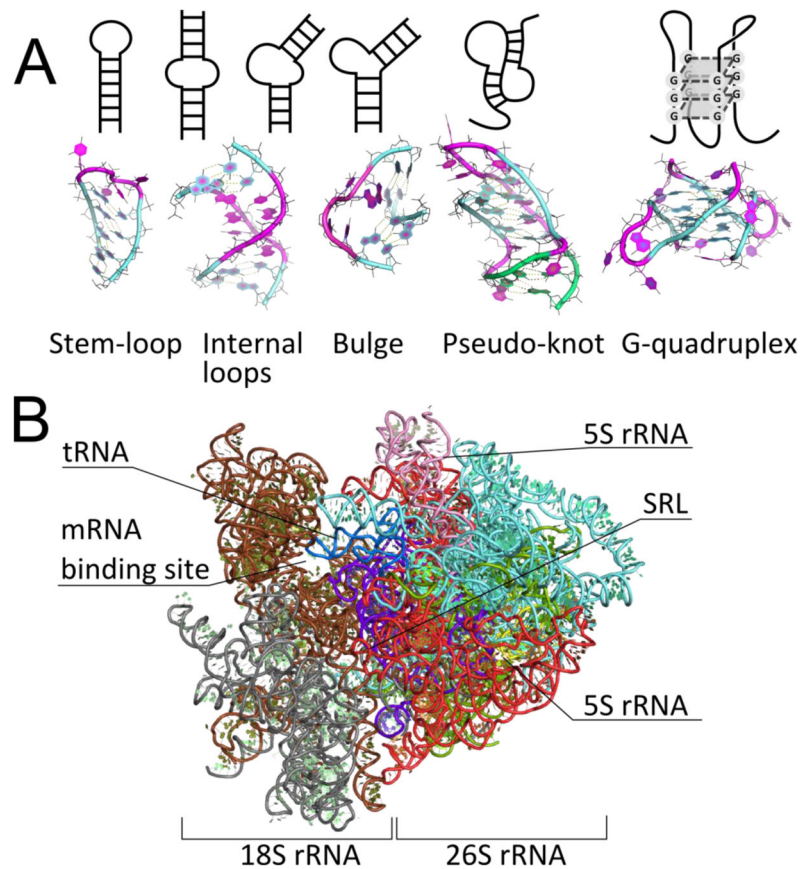 A
G G
G G
G G
G G
Stem-loop
Internal
loops
Bulge
Pseudo-knot
G-quadruplex
B
tRNA
mRNA
binding site
5S rRNA
SRL
5S rRNA
18S rRNA
26S rRNA